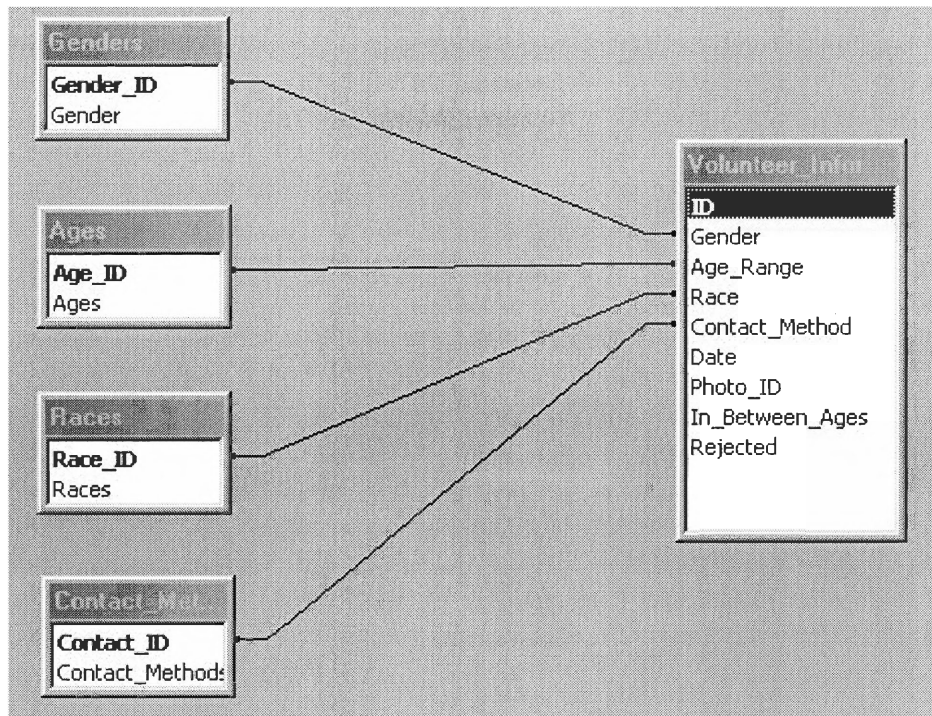 Genders
Gender_ID
Gender
Ages
Age_ID
Ages
Races
Race_ID
Races
Contact_Met...
Contact_ID
Contact_Methods
Volunteer_Infor
ID
Gender
Age_Range
Race
Contact_Method
Date
Photo_ID
In_Between_Ages
Rejected